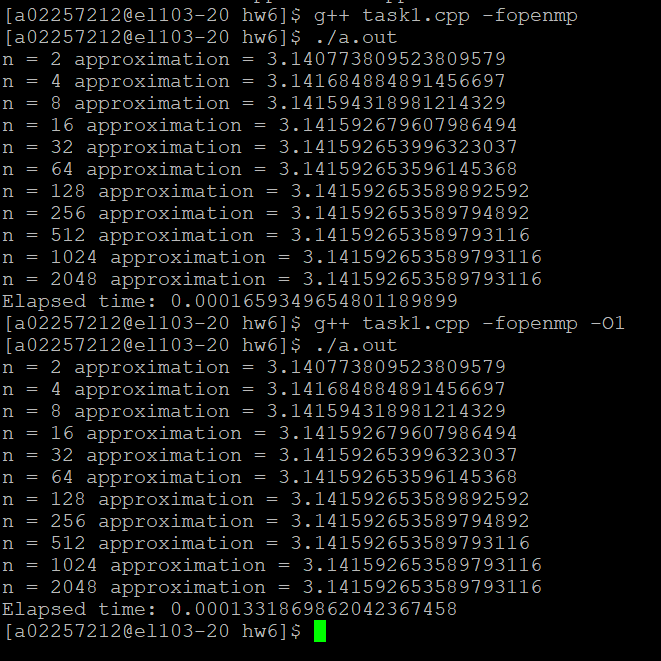 [a02257212@el103-20 hw6]$ g++ task1.cpp -fopenmp
[a02257212@el103-20 hw6]$ ./a.out
n = 2 approximation = 3.140773809523809579
n = 4 approximation = 3.141684884891456697
n = 8 approximation = 3.141594318981214329
n = 16 approximation = 3.141592679607986494
n = 32 approximation = 3.141592653996323037
n = 64 approximation = 3.141592653596145368
n = 128 approximation = 3.141592653589892592
n = 256 approximation = 3.141592653589794892
n = 512 approximation = 3.141592653589793116
n = 1024 approximation = 3.141592653589793116
n = 2048 approximation = 3.141592653589793116
Elapsed time: 0.0001659349654801189899
[a02257212@el103-20 hw6]$ g++ task1.cpp -fopenmp -O1
[a02257212@el103-20 hw6]$ ./a.out
n = 2 approximation = 3.140773809523809579
n = 4 approximation = 3.141684884891456697
n = 8 approximation = 3.141594318981214329
n = 16 approximation = 3.141592679607986494
n = 32 approximation = 3.141592653996323037
n = 64 approximation = 3.141592653596145368
n = 128 approximation = 3.141592653589892592
n = 256 approximation = 3.141592653589794892
n = 512 approximation = 3.141592653589793116
n = 1024 approximation = 3.141592653589793116
n = 2048 approximation = 3.141592653589793116
Elapsed time: 0.0001331869862042367458
[a02257212@el103-20 hw6]$